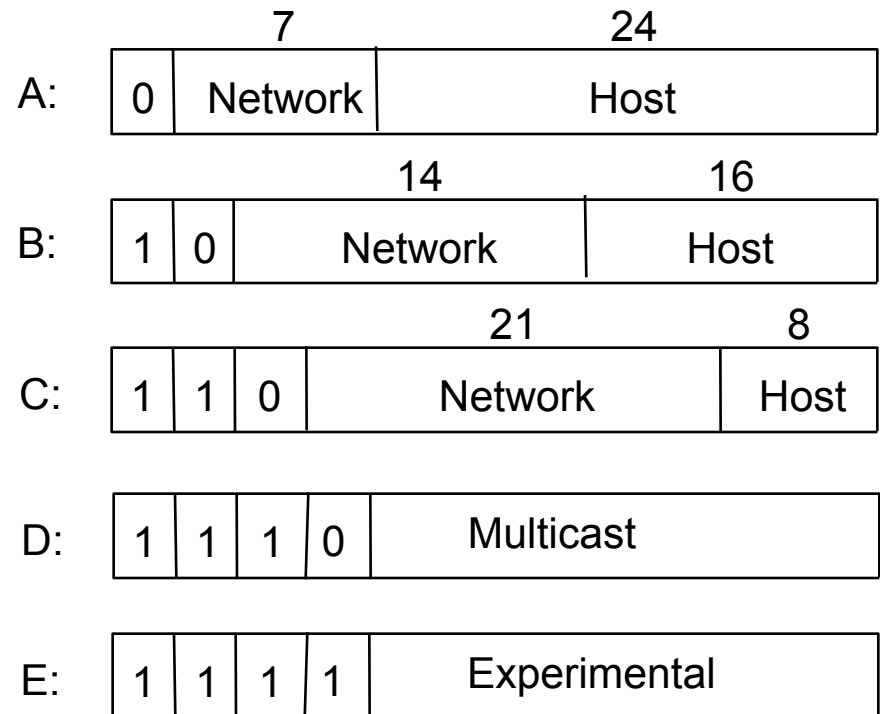 7 24
A: 0 Network Host
14 16
B: 1 0 Network Host
21 8
C: 1 1 0 Network Host
D: 1 1 1 0 Multicast
E: 1 1 1 1 Experimental